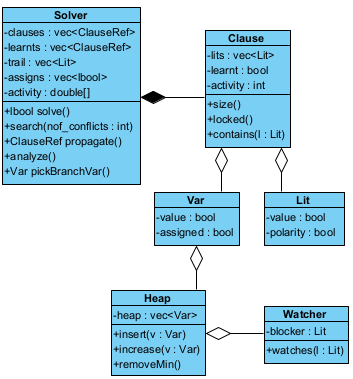 Solver
-clauses : vec<ClauseRef>
-learnts : vec<ClauseRef>
-trail : vec<Lit>
-assigns : vec<lbool>
-activity : double[]
+lbool solve()
+search(nof_conflicts : int)
+ClauseRef propagate()
+analyze()
+Var pickBranchVar()
Clause
-lits : vec<Lit>
-learnt : bool
-activity : int
+size()
+locked()
+contains(l : Lit)
Var
-value : bool
-assigned : bool
Lit
-value : bool
-polarity : bool
Heap
-heap : vec<Var>
+insert(v : Var)
+increase(v : Var)
+removeMin()
Watcher
-blocker : Lit
+watches(l : Lit)